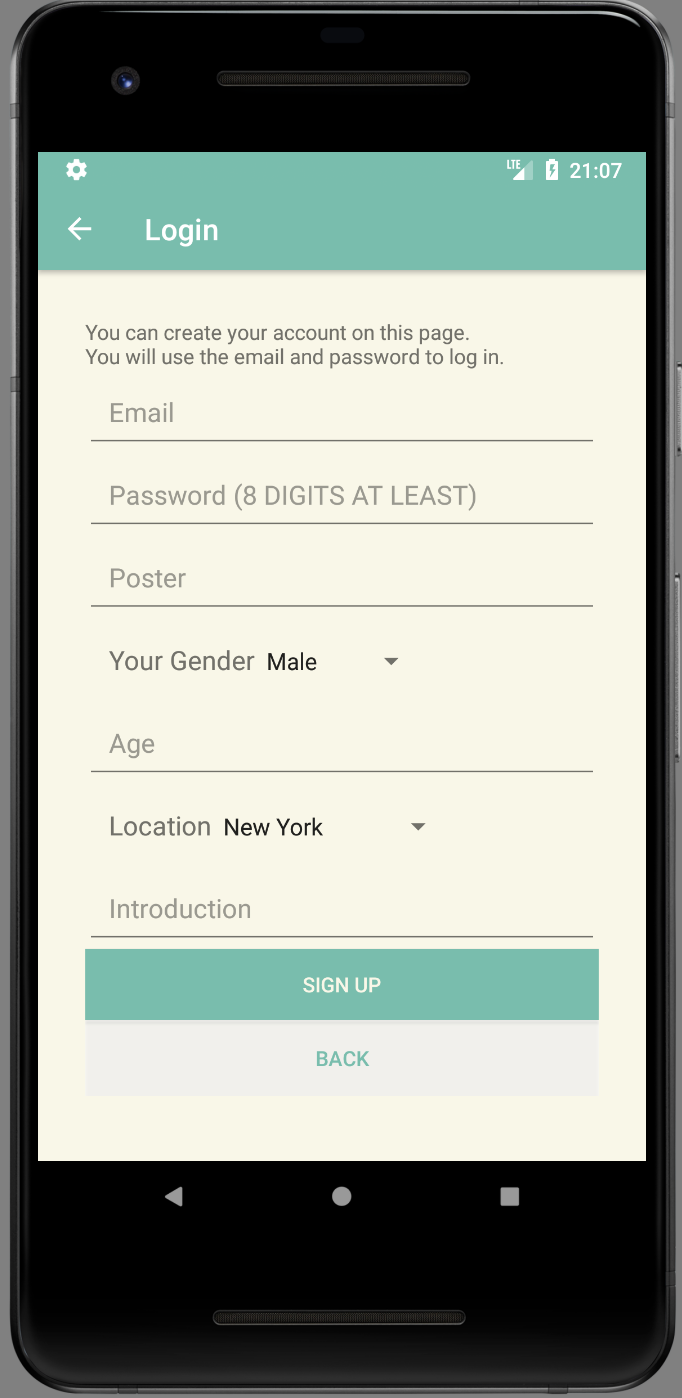 LTE 21:07
Login
You can create your account on this page.
You will use the email and password to log in.
Email
Password (8 DIGITS AT LEAST)
Poster
Your Gender Male
Age
Location New York
Introduction
SIGN UP
BACK